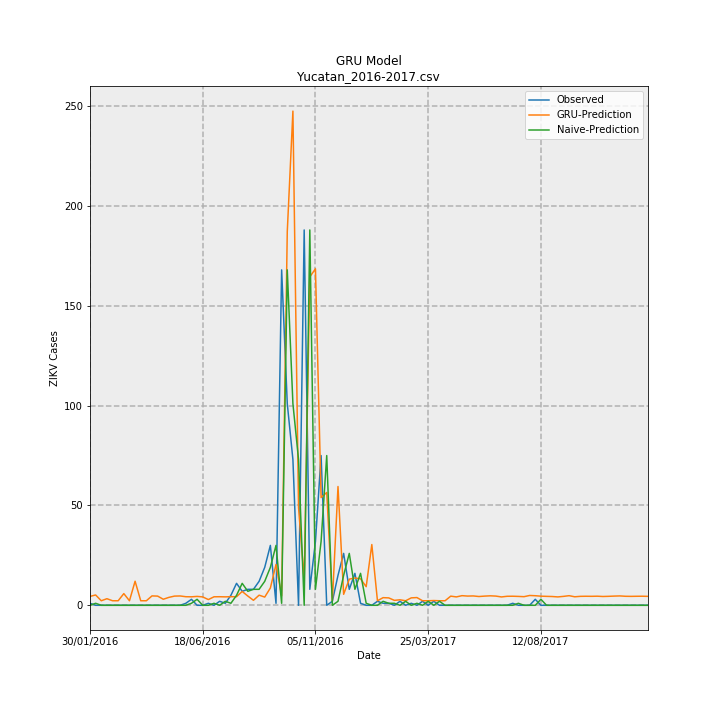 GRU Model
Yucatan_2016-2017.csv
Observed
GRU-Prediction
Naive-Prediction
250
200
150
100
50
0
ZIKV Cases
30/01/2016
18/06/2016
05/11/2016
25/03/2017
12/08/2017
Date